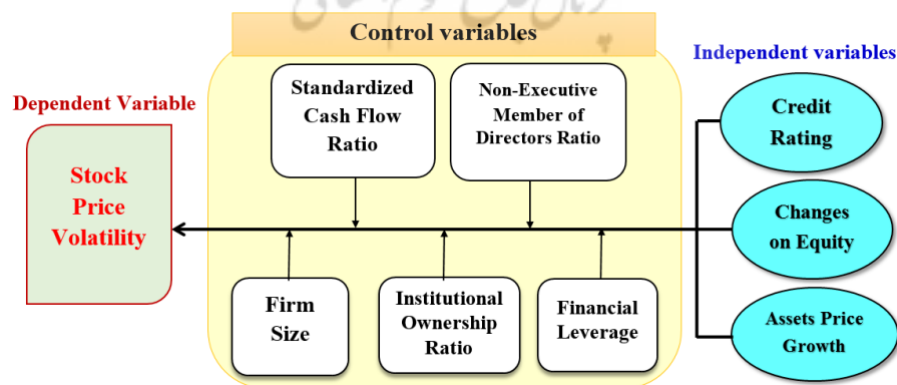 Control variables
Independent variables
Dependent Variable
Stock
Price
Volatility
Standardized
Cash Flow
Ratio
Non-Executive
Member of
Directors Ratio
Firm
Size
Institutional
Ownership
Ratio
Financial
Leverage
Credit
Rating
Changes
on Equity
Assets Price
Growth